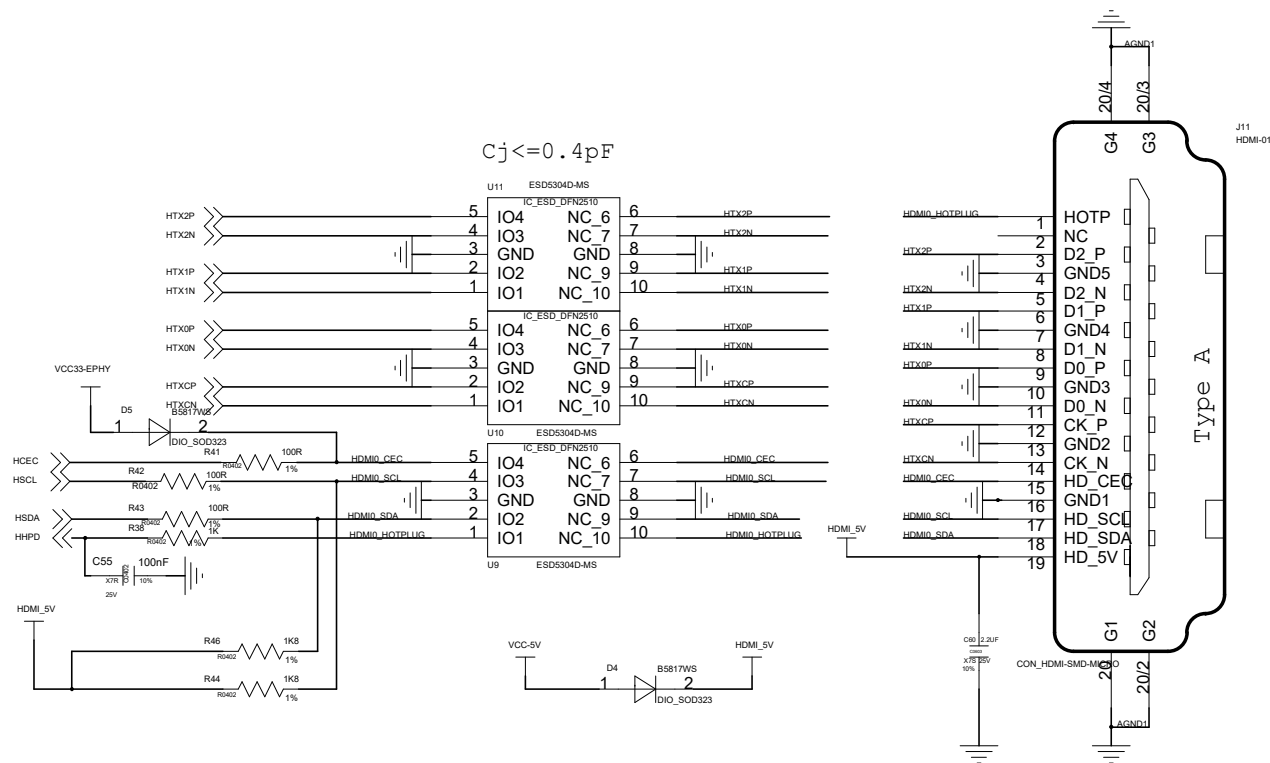 AGND1
20/4
20/3
G4
G3
J11
HDMI-01
Cj<=0.4pF
U11
ESD5304D-MS
IC_ESD_DFN2510
HTX2P
5 IO4 NC_6 6
HTX2P
HTX2N
4 IO3 NC_7 7
HTX2N
3 GND GND 8
HTX1P
2 IO2 NC_9 9
HTX1P
HTX1N
1 IO1 NC_10 10
HTX1N
IC_ESD_DFN2510
HTX0P
5 IO4 NC_6 6
HTX0P
HTX0N
4 IO3 NC_7 7
HTX0N
3 GND GND 8
HTXCP
2 IO2 NC_9 9
HTXCP
HTXCN
1 IO1 NC_10 10
HTXCN
U10
ESD5304D-MS
VCC33-EPHY
D5
B5817WS
1
2
DIO_SOD323
IC_ESD_DFN2510
HCEC
R41
100R
R0402
1%
HDMI0_CEC
5 IO4 NC_6 6
HDMI0_CEC
HSCL
R42
100R
R0402
1%
HDMI0_SCL
4 IO3 NC_7 7
HDMI0_SCL
3 GND GND 8
HSDA
R43
100R
R0402
1%
HDMI0_SDA
2 IO2 NC_9 9
HDMI0_SDA
HHPD
R38
1K
R0402
1%
HDMI0_HOTPLUG
1 IO1 NC_10 10
HDMI0_HOTPLUG
U9
ESD5304D-MS
C55
100nF
X7R
C0402
10%
25V
HDMI_5V
R46
1K8
R0402
1%
R44
1K8
R0402
1%
VCC-5V
D4
B5817WS
1
2
DIO_SOD323
HDMI_5V
HDMI0_HOTPLUG
1 HOTP
NC
2 D2_P
HTX2P
3 GND5
4 D2_N
HTX2N
5 D1_P
HTX1P
6 GND4
7 D1_N
HTX1N
8 D0_P
HTX0P
9 GND3
10 D0_N
HTX0N
11 CK_P
HTXCP
12 GND2
13 CK_N
HTXCN
14 HD_CEC
HDMI0_CEC
15 GND1
16 HD_SCL
HDMI0_SCL
17 HD_SDA
HDMI0_SDA
18 HD_5V
19
HDMI_5V
Type A
C60
2.2UF
X7S
25V
10%
CON_HDMI-SMD-MICRO
G1
G2
20
20/2
AGND1